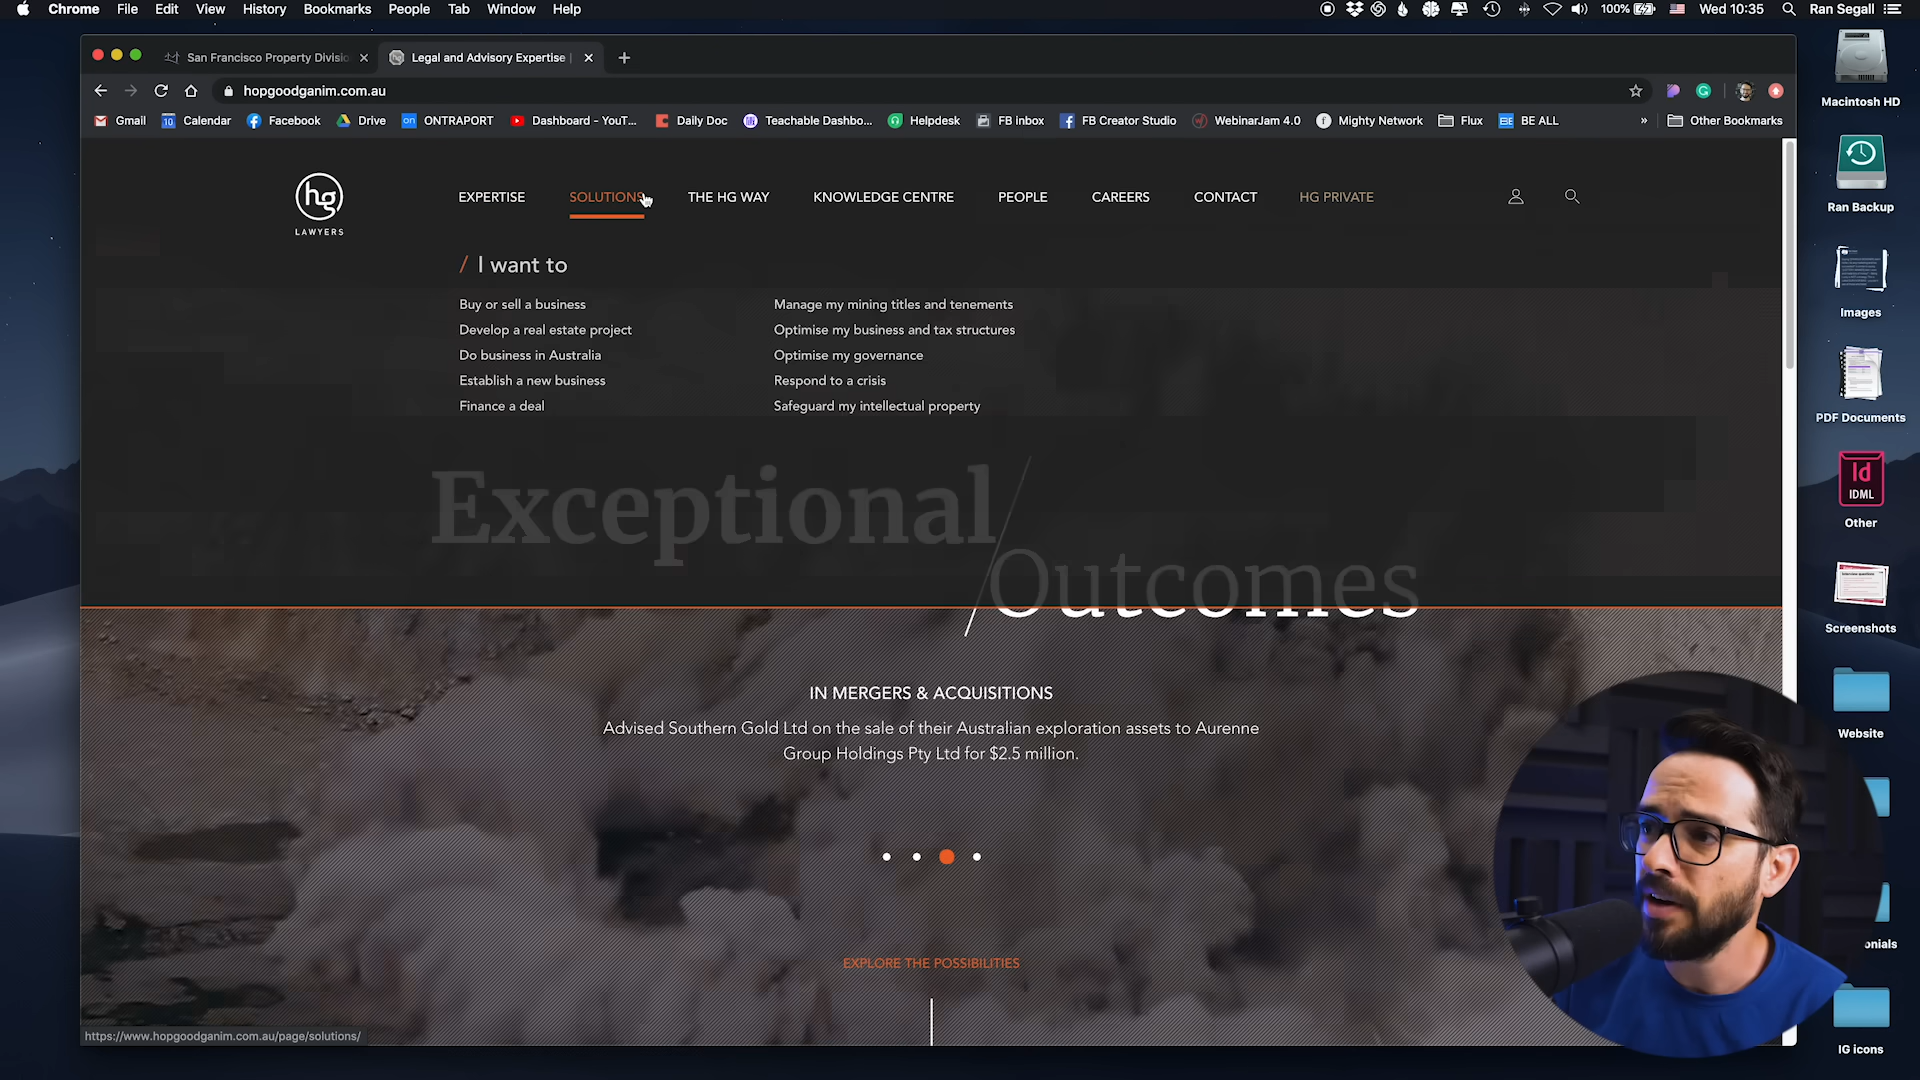 Chrome File Edit View History Bookmarks People Tab Window Help
100% Wed 10:35 Ran Segall
San Francisco Property Divisio
Legal and Advisory Expertise |
hopgoodganim.com.au
Gmail Calendar Facebook Drive ONTRAPORT Dashboard - YouT... Daily Doc Teachable Dashbo... Helpdesk FB inbox FB Creator Studio WebinarJam 4.0 Mighty Network Flux BE ALL » Other Bookmarks
hg
LAWYERS
EXPERTISE SOLUTIONS THE HG WAY KNOWLEDGE CENTRE PEOPLE CAREERS CONTACT HG PRIVATE
/ I want to
Buy or sell a business
Develop a real estate project
Do business in Australia
Establish a new business
Finance a deal
Manage my mining titles and tenements
Optimise my business and tax structures
Optimise my governance
Respond to a crisis
Safeguard my intellectual property
Exceptional
Outcomes
IN MERGERS & ACQUISITIONS
Advised Southern Gold Ltd on the sale of their Australian exploration assets to Aurenne
Group Holdings Pty Ltd for $2.5 million.
EXPLORE THE POSSIBILITIES
https://www.hopgoodganim.com.au/page/solutions/
Macintosh HD
Ran Backup
Images
PDF Documents
Id
IDML
Other
Screenshots
Website
onials
IG icons